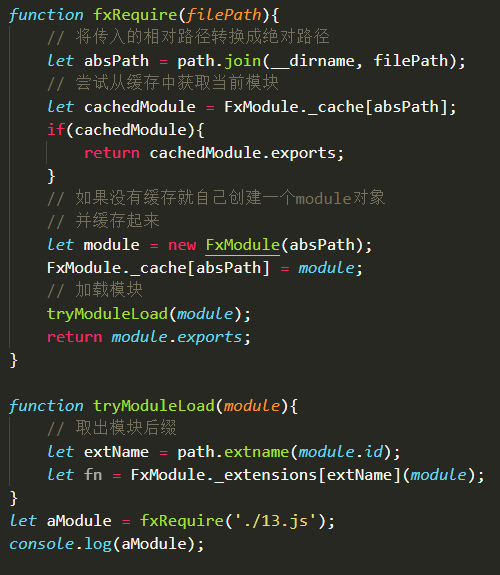 function fxRequire(filePath){
    // 将传入的相对路径转换成绝对路径
    let absPath = path.join(__dirname, filePath);
    // 尝试从缓存中获取当前模块
    let cachedModule = FxModule._cache[absPath];
    if(cachedModule){
        return cachedModule.exports;
    }
    // 如果没有缓存就自己创建一个module对象
    // 并缓存起来
    let module = new FxModule(absPath);
    FxModule._cache[absPath] = module;
    // 加载模块
    tryModuleLoad(module);
    return module.exports;
}

function tryModuleLoad(module){
    // 取出模块后缀
    let extName = path.extname(module.id);
    let fn = FxModule._extensions[extName](module);
}
let aModule = fxRequire('./13.js');
console.log(aModule);